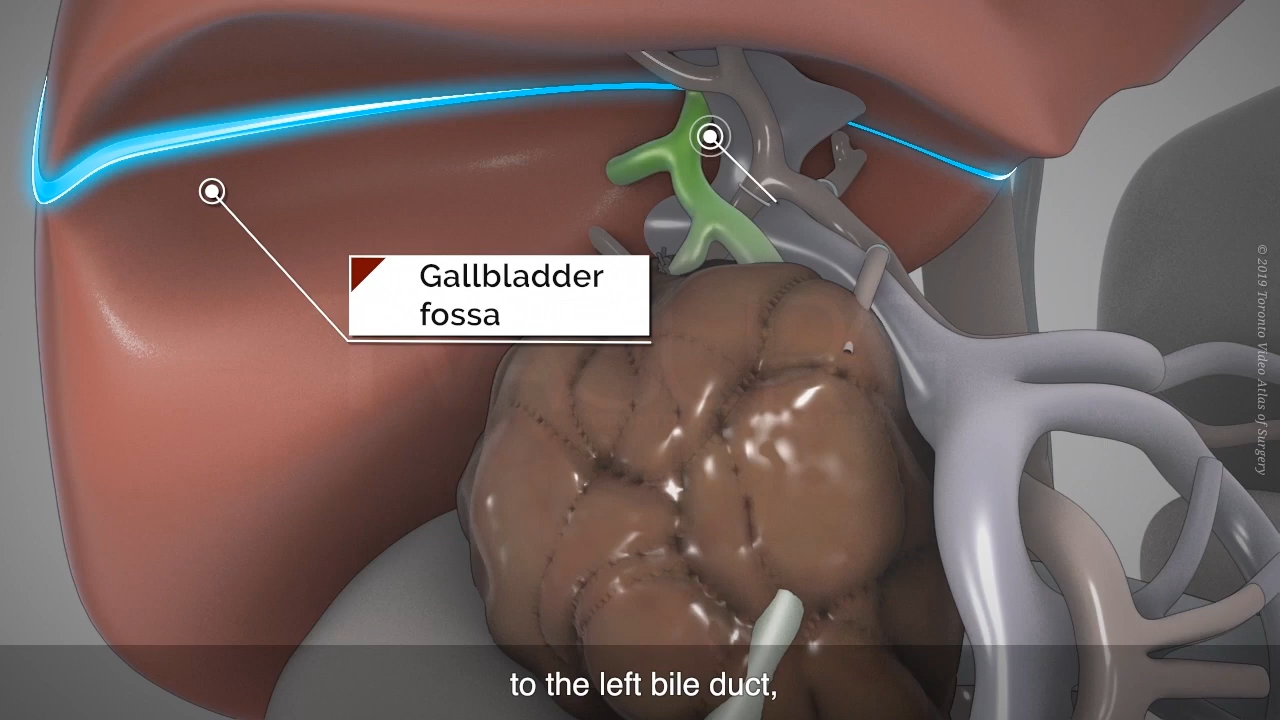 Gallbladder
fossa
to the left bile duct,
© 2019 Toronto Video Atlas of Surgery